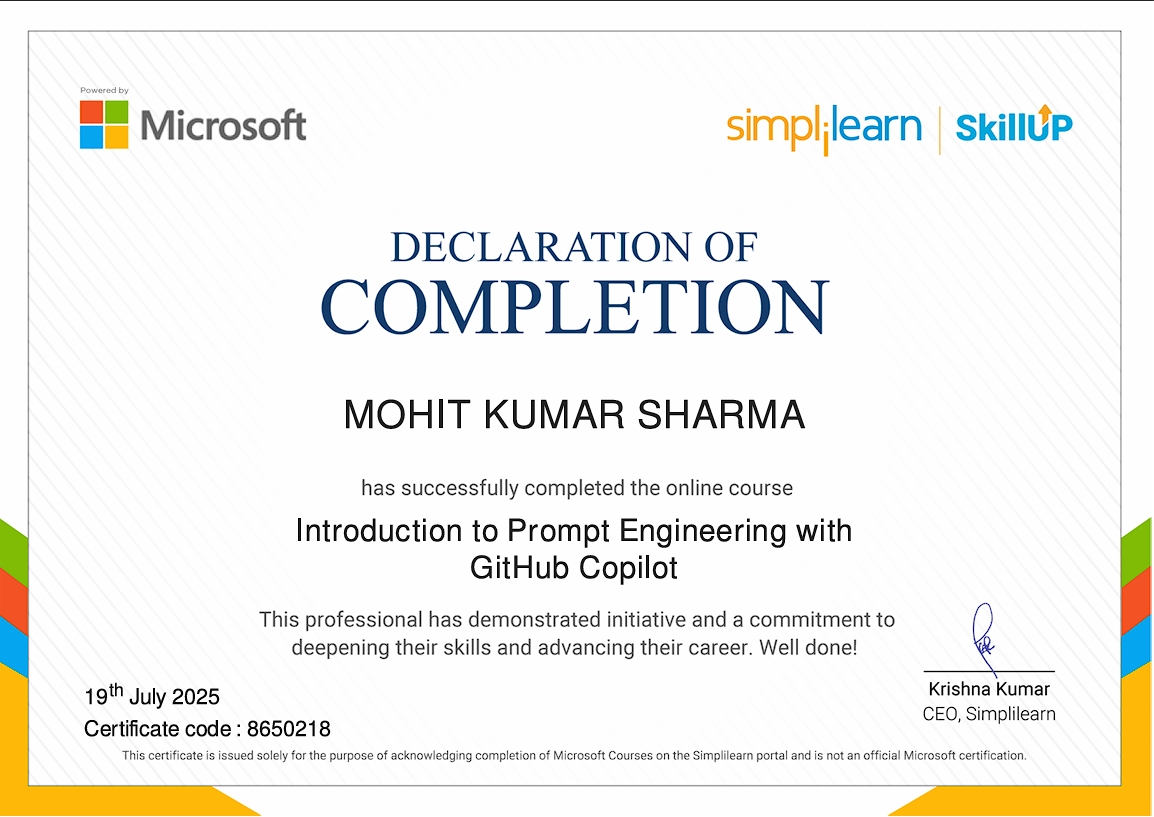 Powered by
Microsoft
simplilearn | SkillUP
DECLARATION OF
COMPLETION
MOHIT KUMAR SHARMA
has successfully completed the online course
Introduction to Prompt Engineering with
GitHub Copilot
This professional has demonstrated initiative and a commitment to
deepening their skills and advancing their career. Well done!
19th July 2025
Certificate code : 8650218
Krishna Kumar
CEO, Simplilearn
This certificate is issued solely for the purpose of acknowledging completion of Microsoft Courses on the Simplilearn portal and is not an official Microsoft certification.